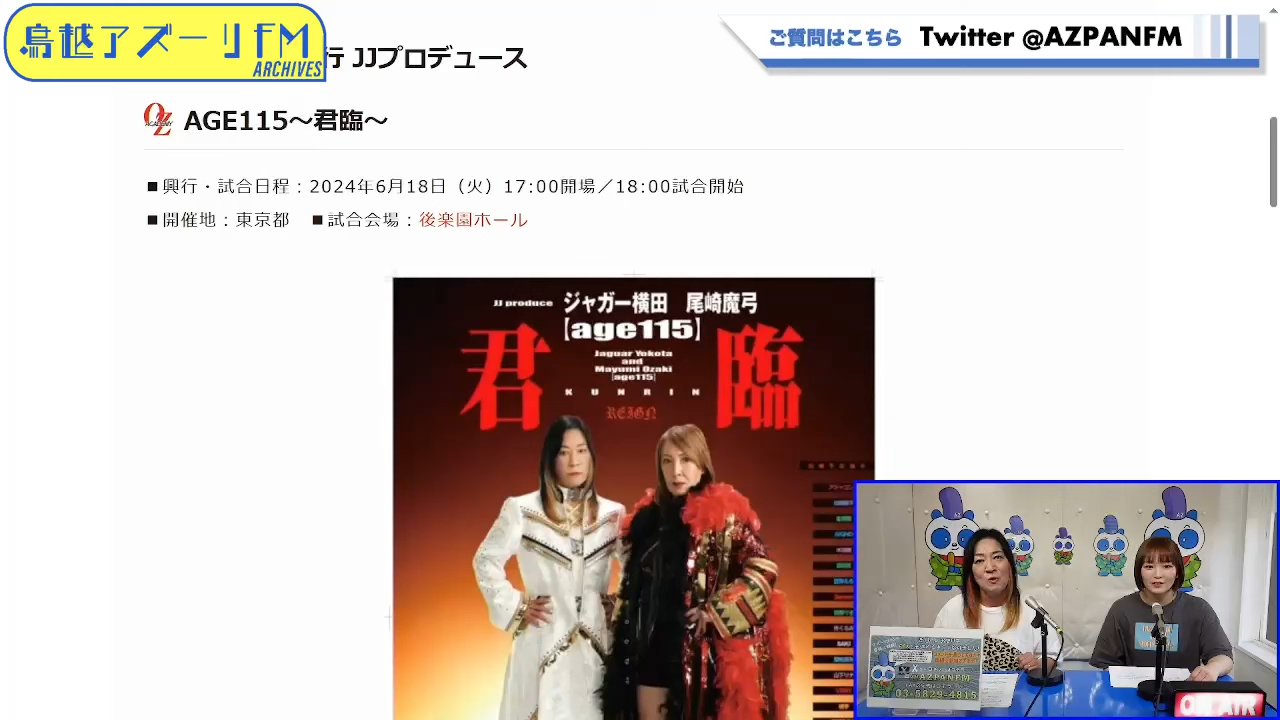 鳥越アズーリFM
ARCHIVES
行 JJプロデュース
ご質問はこちら Twitter @AZPANFM
OZ ACADEMY
AGE115～君臨～
■興行・試合日程：2024年6月18日（火）17:00開場／18:00試合開始
■開催地：東京都 ■試合会場：後楽園ホール
JJ produce ジャガー横田 尾崎魔弓
【age115】
君臨
Jaguar Yokota
and
Mayumi Ozaki
[age115]
KUNRIN
REIGN
AZ
AZ
X
@AZPANFM
03-5829-4815
ON AIR